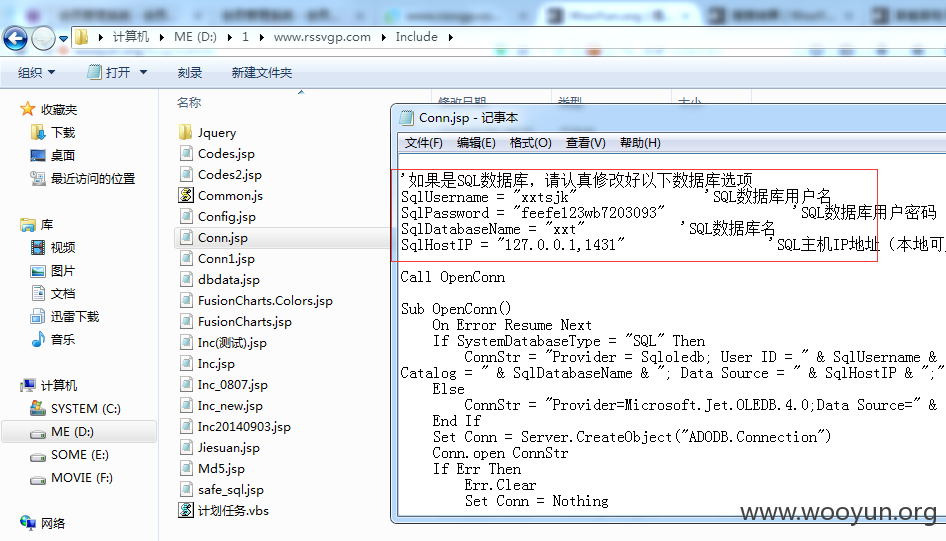 计算机 ▸ ME (D:) ▸ 1 ▸ www.rssvgp.com ▸ Include ▸
组织 打开 刻录 新建文件夹
收藏夹
下载
桌面
最近访问的位置
库
视频
图片
文档
迅雷下载
音乐
计算机
SYSTEM (C:)
ME (D:)
SOME (E:)
MOVIE (F:)
网络
名称 修改日期 类型 大小
Jquery
Codes.jsp
Codes2.jsp
Common.js
Config.jsp
Conn.jsp
Conn1.jsp
dbdata.jsp
FusionCharts.Colors.jsp
FusionCharts.jsp
Inc(测试).jsp
Inc.jsp
Inc_0807.jsp
Inc_new.jsp
Inc20140903.jsp
Jiesuan.jsp
Md5.jsp
safe_sql.jsp
计划任务.vbs
Conn.jsp - 记事本
文件(F) 编辑(E) 格式(O) 查看(V) 帮助(H)
'如果是SQL数据库，请认真修改好以下数据库选项
SqlUsername = "xxtsjk" 'SQL数据库用户名
SqlPassword = "feefe123wb7203093" 'SQL数据库用户密码
SqlDatabaseName = "xxt" 'SQL数据库名
SqlHostIP = "127.0.0.1,1431" 'SQL主机IP地址（本地可
Call OpenConn
Sub OpenConn()
On Error Resume Next
If SystemDatabaseType = "SQL" Then
ConnStr = "Provider = Sqloledb; User ID = " & SqlUsername &
Catalog = " & SqlDatabaseName & "; Data Source = " & SqlHostIP & ";"
Else
ConnStr = "Provider=Microsoft.Jet.OLEDB.4.0;Data Source=" &
End If
Set Conn = Server.CreateObject("ADODB.Connection")
Conn.open ConnStr
If Err Then
Err.Clear
Set Conn = Nothing
www.wooyun.org